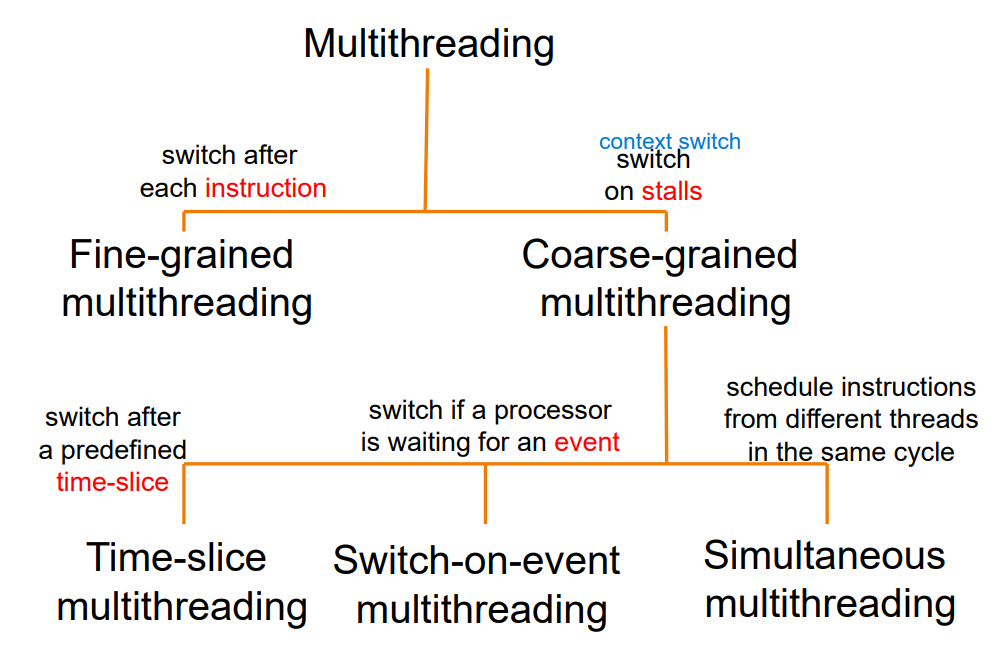 Multithreading
switch after
each instruction
context switch
switch
on stalls
Fine-grained
multithreading
Coarse-grained
multithreading
switch after
a predefined
time-slice
switch if a processor
is waiting for an event
schedule instructions
from different threads
in the same cycle
Time-slice
multithreading
Switch-on-event
multithreading
Simultaneous
multithreading